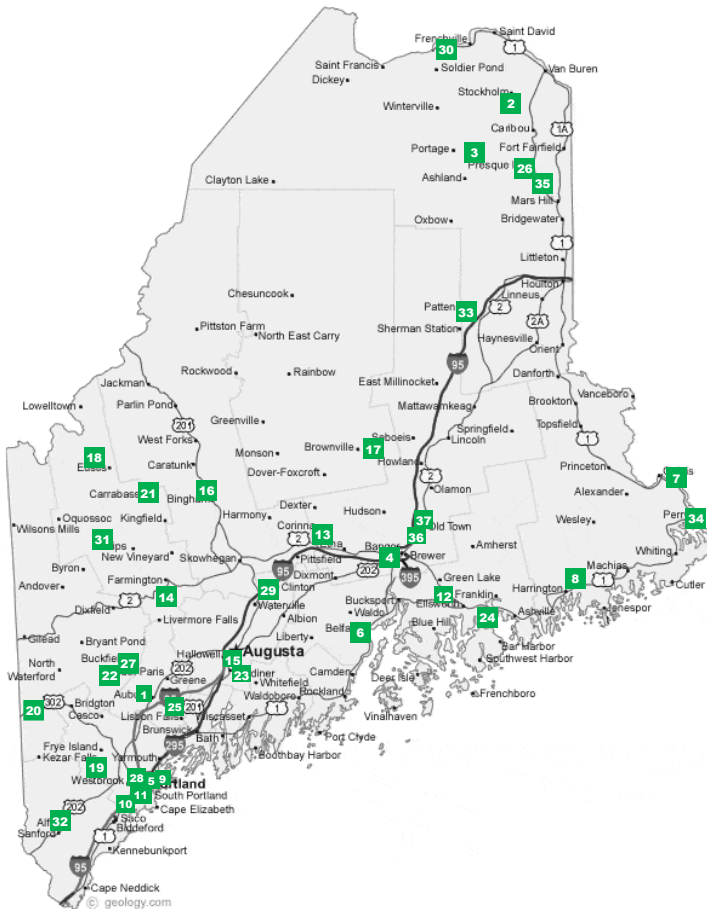 Frenchville
Saint David
30
1
Saint Francis
Soldier Pond
Van Buren
Dickey
Stockholm
2
Winterville
Caribou
1A
Portage
3
Fort Fairfield
Presque
26
Clayton Lake
Ashland
35
Mars Hill
Oxbow
Bridgewater
1
Littleton
Houlton
Chesuncook
Linneus
Patten
33
2
Pittston Farm
North East Carry
Sherman Station
2A
Haynesville
Orient
Rockwood
Rainbow
95
Danforth
Jackman
East Millinocket
Vanceboro
Lowelltown
Parlin Pond
Mattawamkeag
Brookton
201
Greenville
Springfield
Topsfield
West Forks
Seboeis
Lincoln
1
18
Brownville
17
Caratunk
Monson
Howland
Princeton
Dover-Foxcroft
2
7
Carrabass
21
16
Bingham
Olamon
Alexander
Dexter
Hudson
Oquossoc
Kingfield
Harmony
Corinna
37
Wesley
Perry
34
Wilsons Mills
2
13
Old Town
31
36
New Vineyard
Skowhegan
Pittsfield
Bangor
Brewer
Amherst
Whiting
4
Byron
95
Dixmont
202
Machias
Andover
Farmington
29
Clinton
395
Green Lake
8
1
Cutler
14
Bucksport
12
Franklin
Harrington
Dixfield
2
Waterville
Waldo
Ellsworth
Jonesport
Livermore Falls
Albion
24
Ashville
Gilead
Bryant Pond
Liberty
Belfa
6
Blue Hill
Hallowell
Augusta
Bar Harbor
Buckfield
27
15
North
Waterford
22
Paris
202
23
diner
Camden
Southwest Harbor
Greene
Whitefield
Deer Isle
Aubu
1
Rockland
Frenchboro
20
302
Bridgton
25
201
Waldoboro
Casco
Lisbon Falls
Wiscasset
1
Vinalhaven
Brunswick
Bath
Port Clyde
Frye Island
295
Kezar Falls
Yarmouth
Boothbay Harbor
19
Westbrook
28
5
9
rtland
11
South Portland
10
Cape Elizabeth
202
Saco
32
Biddeford
Sanford
1
Kennebunkport
95
Cape Neddick
© geology.com